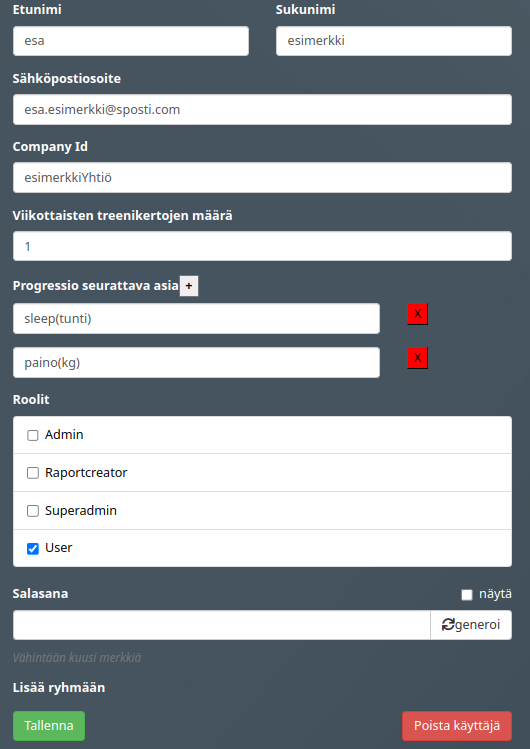 Etunimi Sukunimi
esa esimerkki
Sähköpostiosoite
esa.esimerkki@sposti.com
Company Id
esimerkkiYhtiö
Viikottaisten treenikertojen määrä
1
Progressio seurattava asia +
sleep(tunti) X
paino(kg) X
Roolit
Admin
Raportcreator
Superadmin
User
Salasana näytä
generoi
Vähintään kuusi merkkiä
Lisää ryhmään
Tallenna Poista käyttäjä